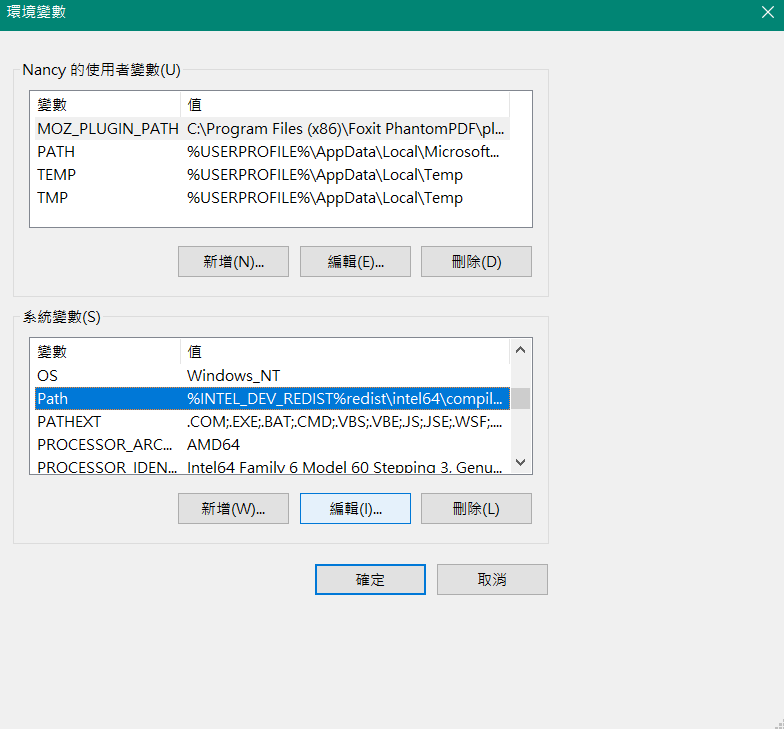 環境變數
Nancy 的使用者變數(U)
變數 值
MOZ_PLUGIN_PATH C:\Program Files (x86)\Foxit PhantomPDF\pl...
PATH %USERPROFILE%\AppData\Local\Microsoft...
TEMP %USERPROFILE%\AppData\Local\Temp
TMP %USERPROFILE%\AppData\Local\Temp
新增(N)... 編輯(E)... 刪除(D)
系統變數(S)
變數 值
OS Windows_NT
Path %INTEL_DEV_REDIST%redist\intel64\compil...
PATHEXT .COM;.EXE;.BAT;.CMD;.VBS;.VBE;.JS;.JSE;.WSF;....
PROCESSOR_ARC... AMD64
PROCESSOR_IDEN... Intel64 Family 6 Model 60 Stepping 3, Genu...
新增(W)... 編輯(I)... 刪除(L)
確定 取消